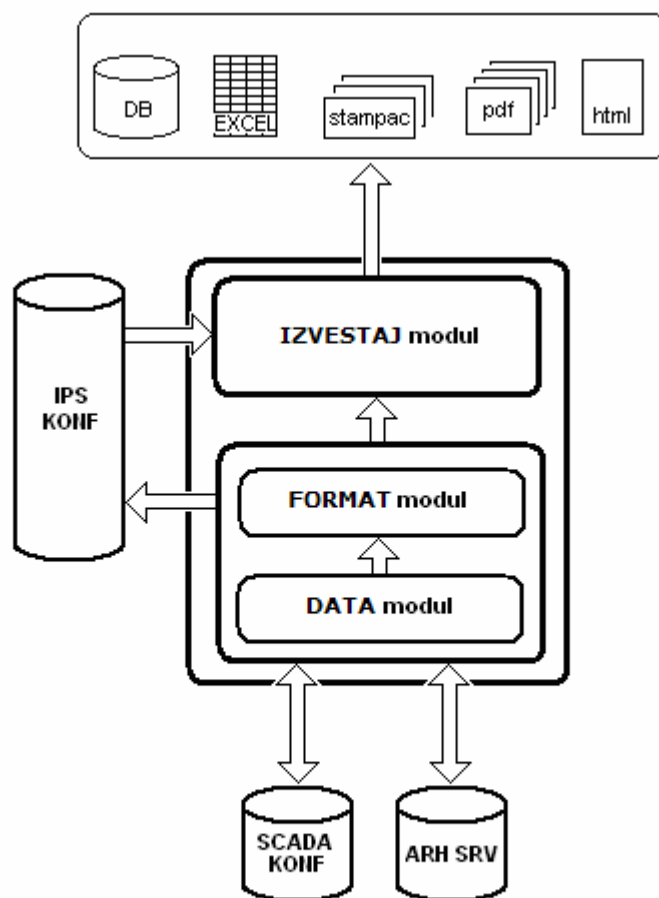 DB
EXCEL
stampac
pdf
html
IZVESTAJ modul
IPS
KONF
FORMAT modul
DATA modul
SCADA
KONF
ARH SRV